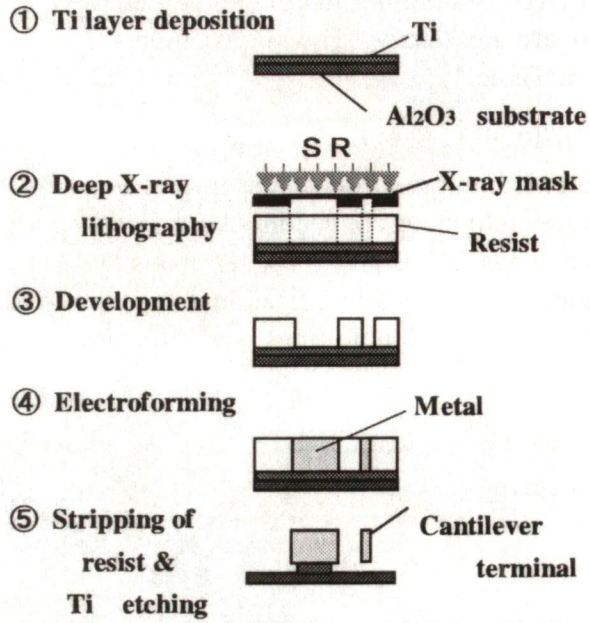 ① Ti layer deposition
Ti
Al2O3 substrate
SR
② Deep X-ray
lithography
X-ray mask
Resist
③ Development
④ Electroforming
Metal
⑤ Stripping of
resist &
Ti etching
Cantilever
terminal